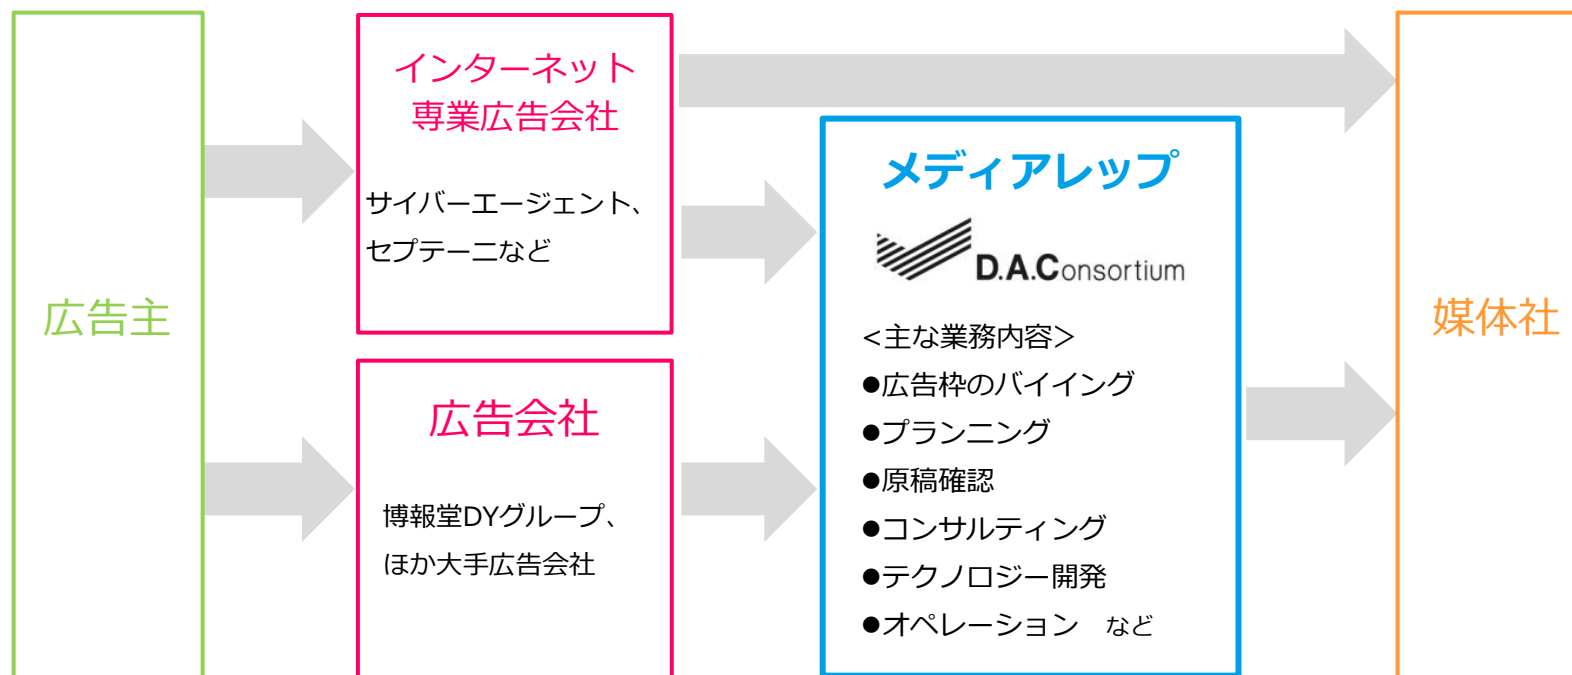 広告主
インターネット
専業広告会社
サイバーエージェント、
セプテーニなど
広告会社
博報堂DYグループ、
ほか大手広告会社
メディアレップ
D.A.Consortium
<主な業務内容>
●広告枠のバイイング
●プランニング
●原稿確認
●コンサルティング
●テクノロジー開発
●オペレーション　など
媒体社